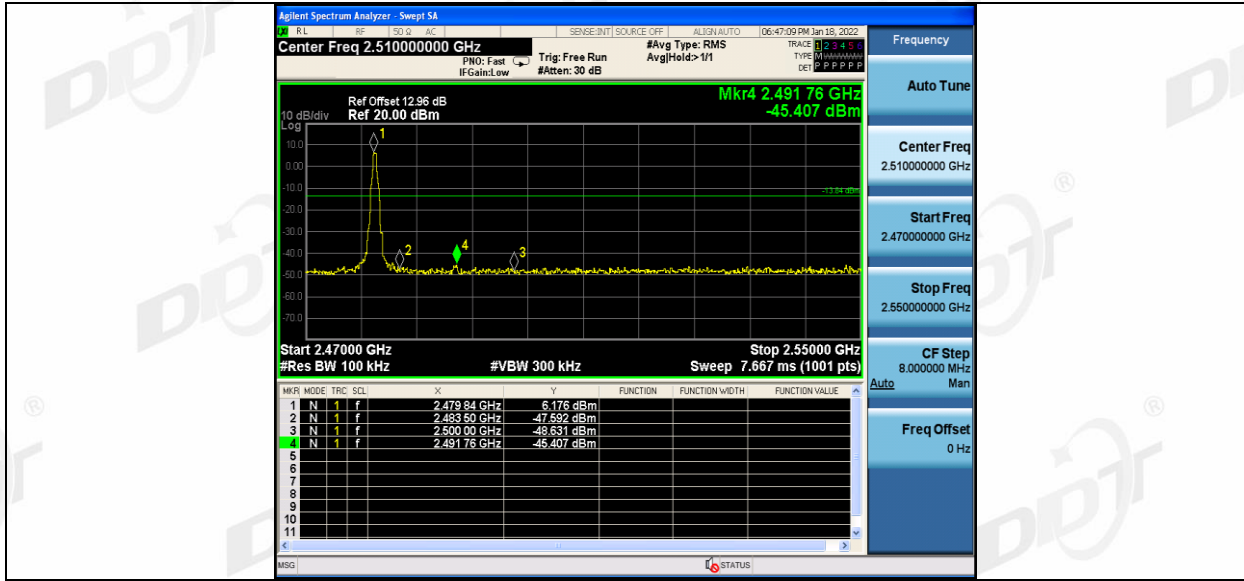 Agilent Spectrum Analyzer - Swept SA
RL RF 50 Ω AC SENSE:INT SOURCE OFF ALIGN AUTO 06:47:09 PM Jan 18, 2022
Center Freq 2.510000000 GHz
PNO: Fast
IFGain:Low
Trig: Free Run
#Atten: 30 dB
#Avg Type: RMS
Avg|Hold:>1/1
TRACE 1 2 3 4 5 6
TYPE M
DET P P P P P P
Ref Offset 12.96 dB
10 dB/div Ref 20.00 dBm
Log
Mkr4 2.491 76 GHz
-45.407 dBm
10.0
0.00
-10.0
-20.0
-30.0
-40.0
-50.0
-60.0
-70.0
1
2
4
3
-13.84 dBm
Start 2.47000 GHz Stop 2.55000 GHz
#Res BW 100 kHz #VBW 300 kHz Sweep 7.667 ms (1001 pts)
MKR MODE TRC SCL X Y FUNCTION FUNCTION WIDTH FUNCTION VALUE
1 N 1 f 2.479 84 GHz 6.176 dBm
2 N 1 f 2.483 50 GHz -47.592 dBm
3 N 1 f 2.500 00 GHz -48.631 dBm
4 N 1 f 2.491 76 GHz -45.407 dBm
5
6
7
8
9
10
11
MSG STATUS
Frequency
Auto Tune
Center Freq
2.510000000 GHz
Start Freq
2.470000000 GHz
Stop Freq
2.550000000 GHz
CF Step
8.000000 MHz
Auto Man
Freq Offset
0 Hz
DDT
®